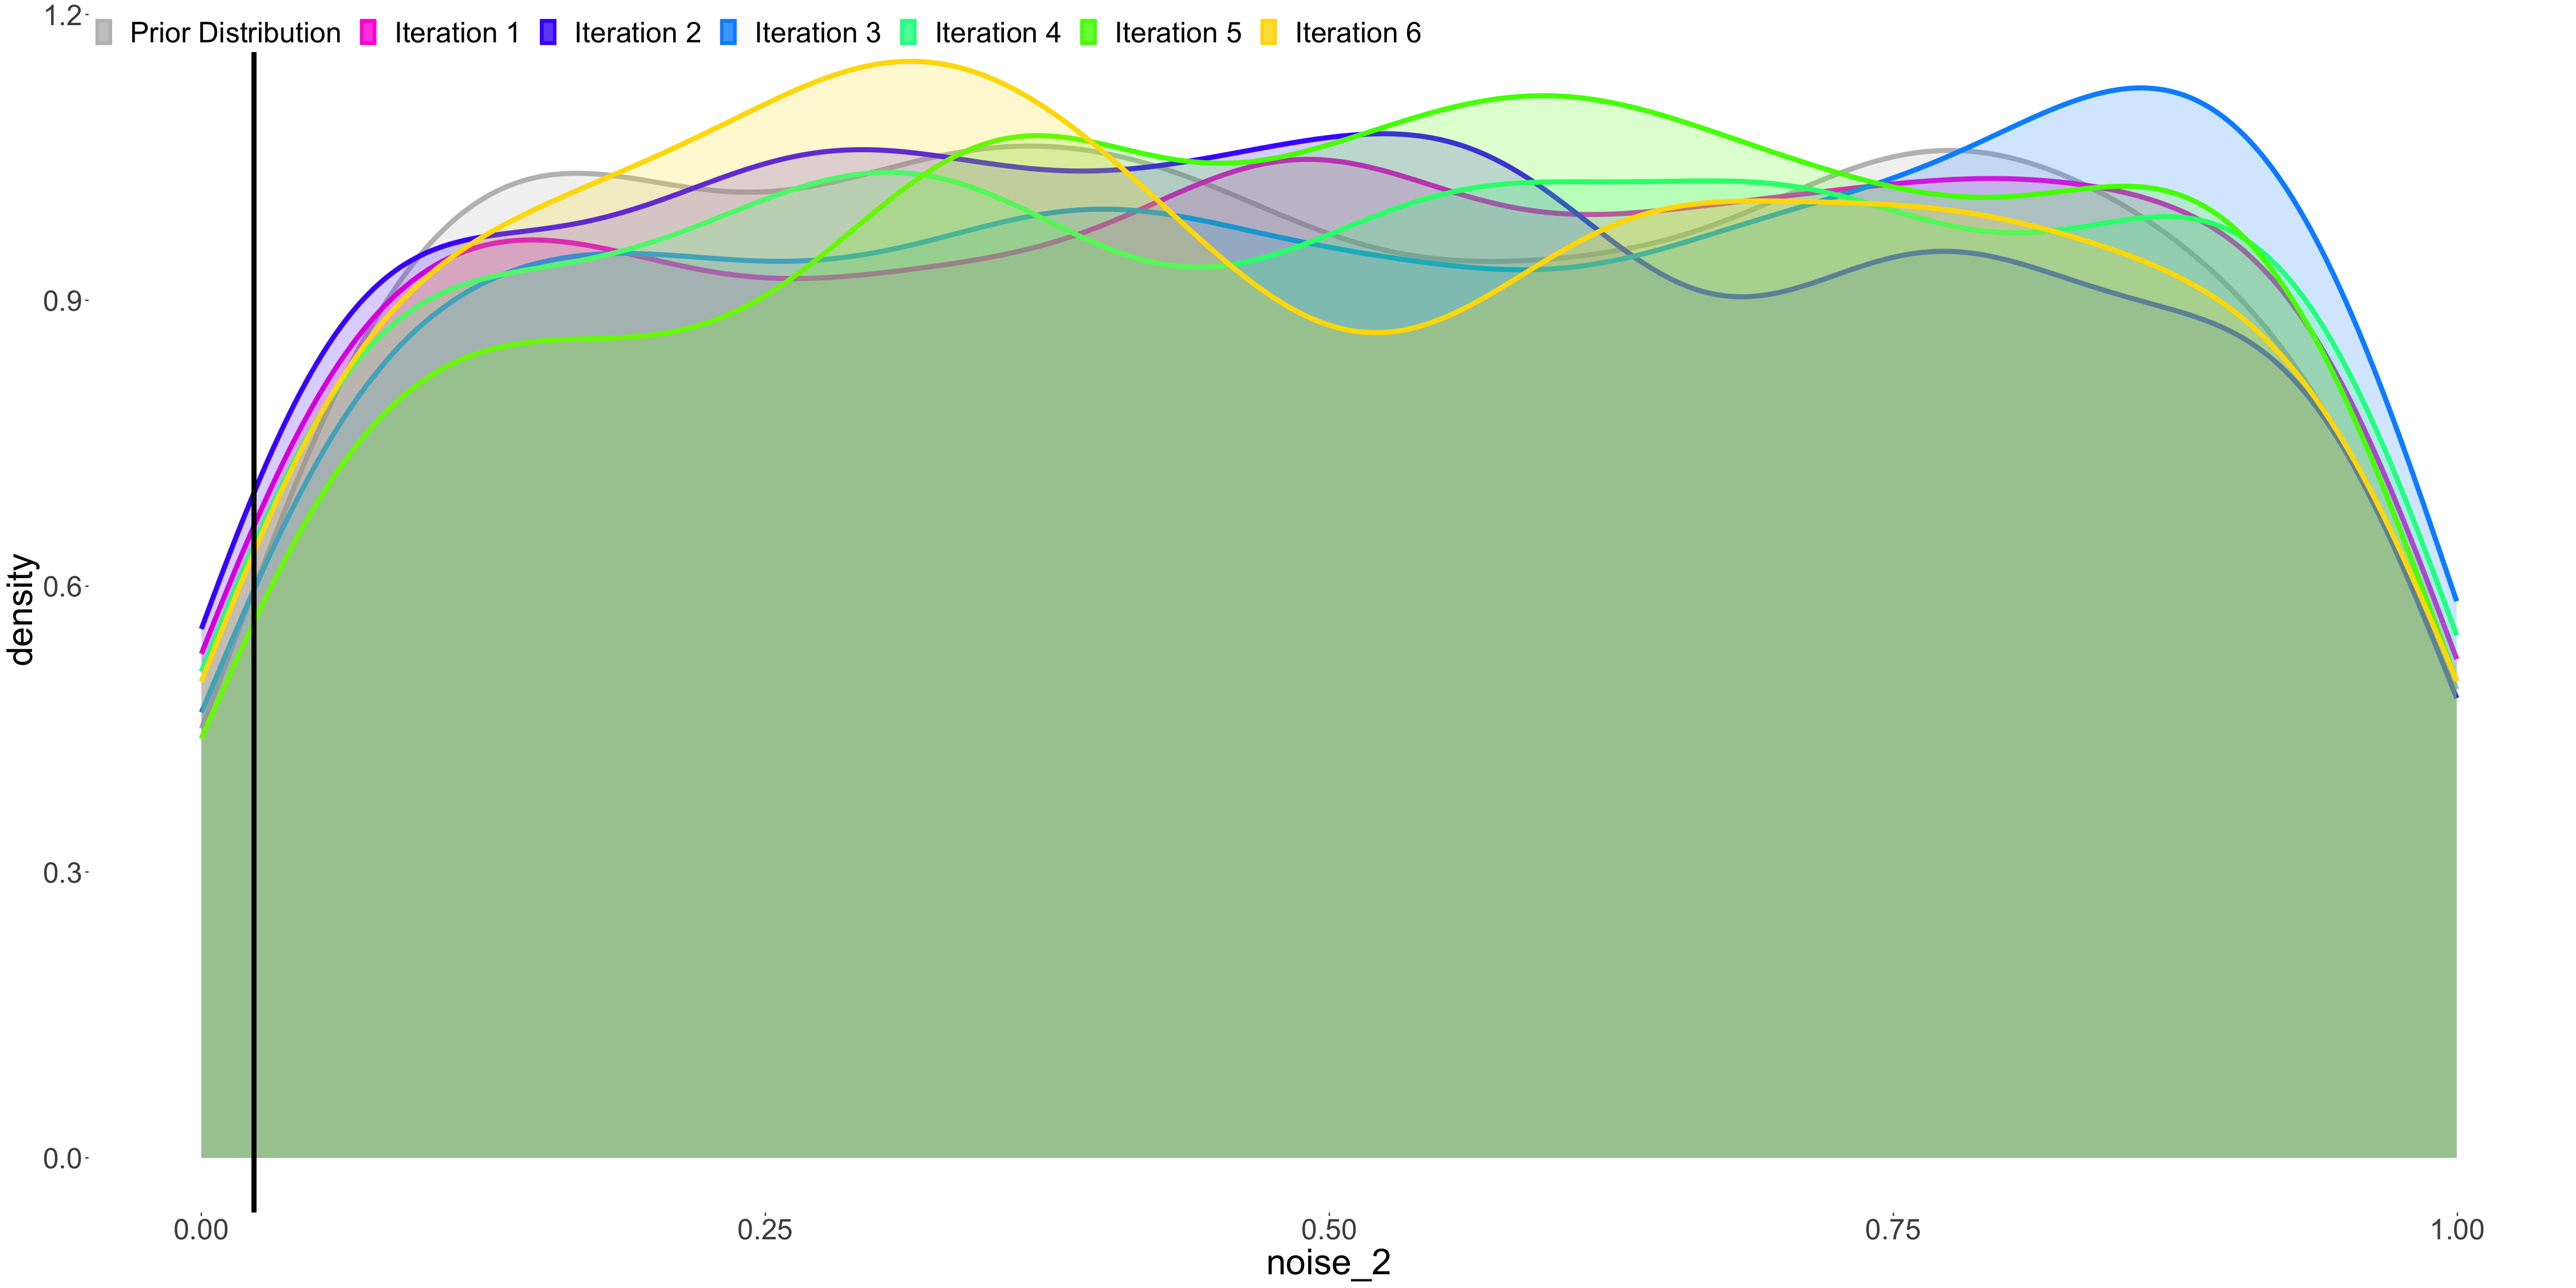 1.2
Prior Distribution Iteration 1 Iteration 2 Iteration 3 Iteration 4 Iteration 5 Iteration 6
0.9
0.6
density
0.3
0.0
0.00 0.25 0.50 0.75 1.00
noise_2